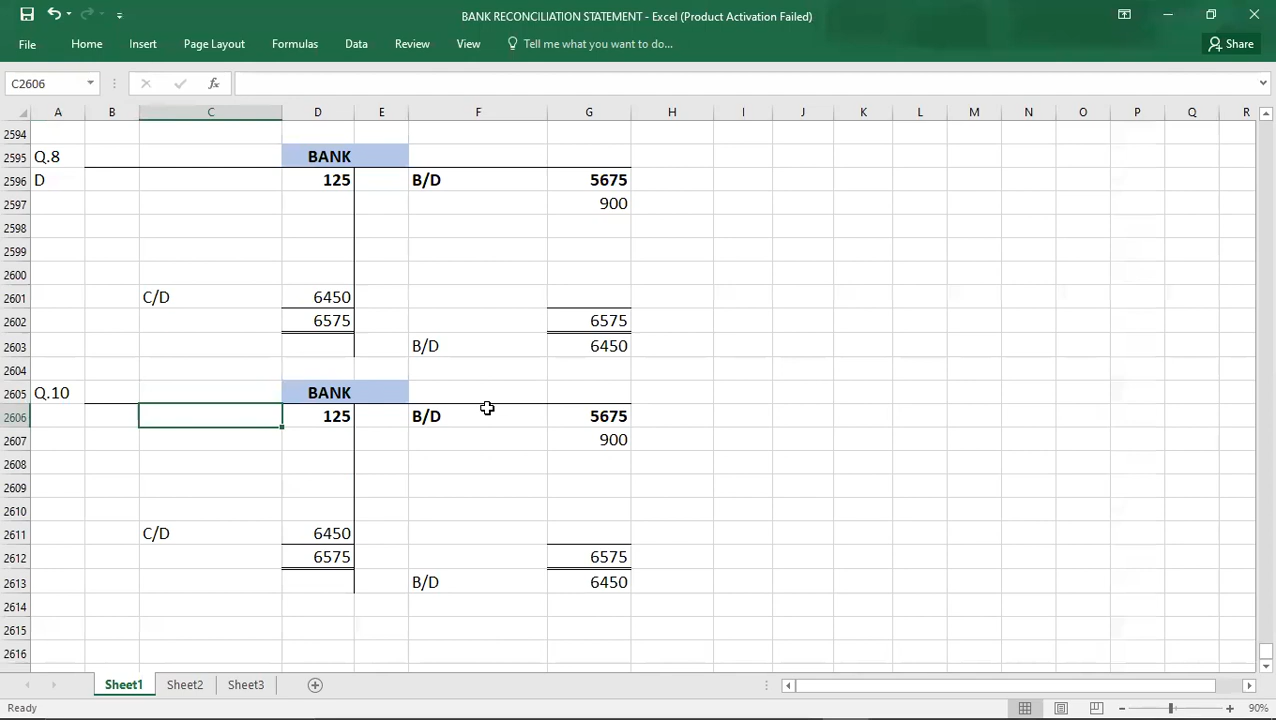 BANK RECONCILIATION STATEMENT - Excel (Product Activation Failed)
File Home Insert Page Layout Formulas Data Review View Tell me what you want to do... Share
C2606 fx
A B C D E F G H I J K L M N O P Q R
2594
2595 Q.8 BANK
2596 D 125 B/D 5675
2597 900
2598
2599
2600
2601 C/D 6450
2602 6575 6575
2603 B/D 6450
2604
2605 Q.10 BANK
2606 125 B/D 5675
2607 900
2608
2609
2610
2611 C/D 6450
2612 6575 6575
2613 B/D 6450
2614
2615
2616
Sheet1 Sheet2 Sheet3
Ready 90%